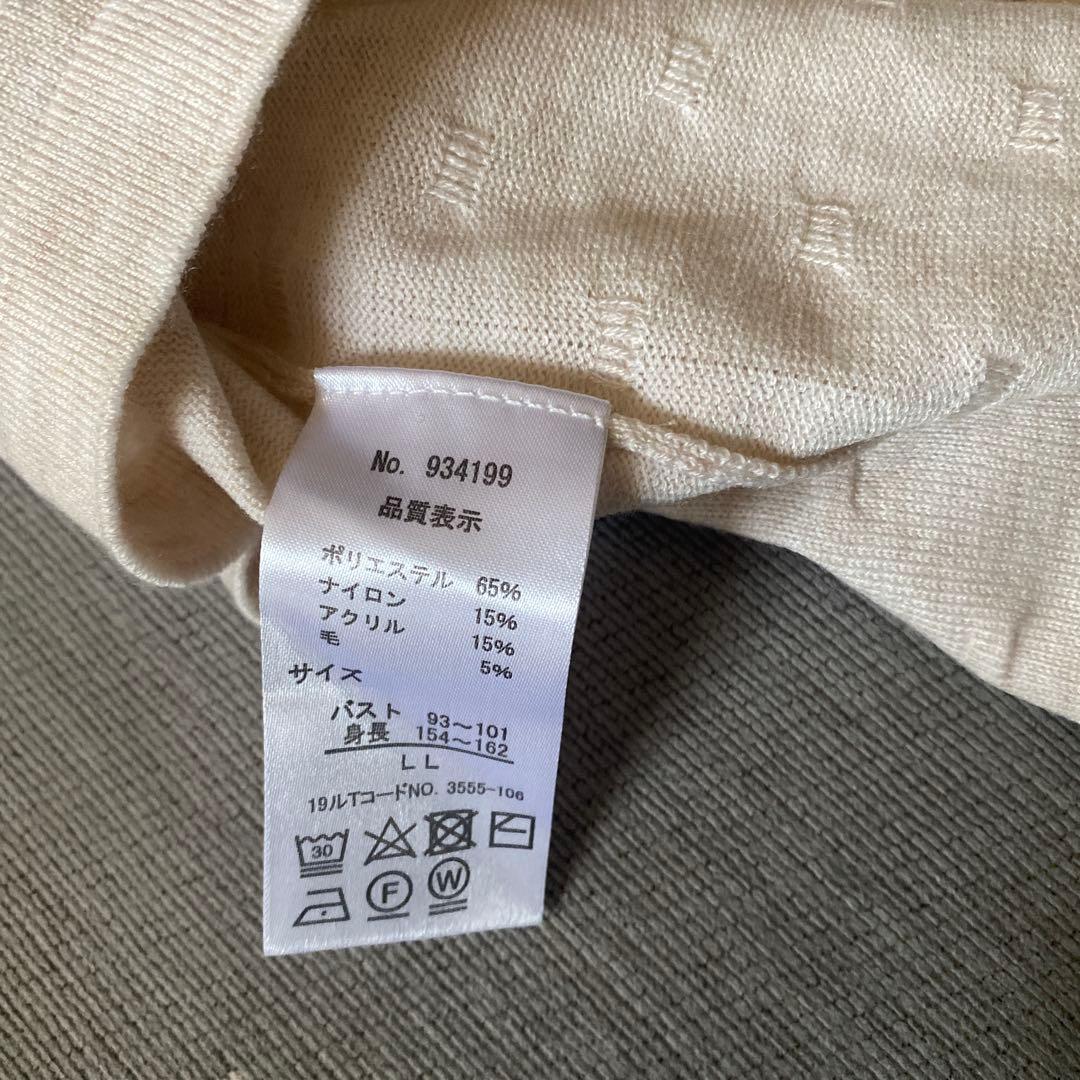 No. 934199
品質表示
ポリエステル 65%
ナイロン 15%
アクリル 15%
毛 5%
サイズ
バスト 93～101
身長 154～162
LL
19ルTコードNO. 3555-106
30
F
W